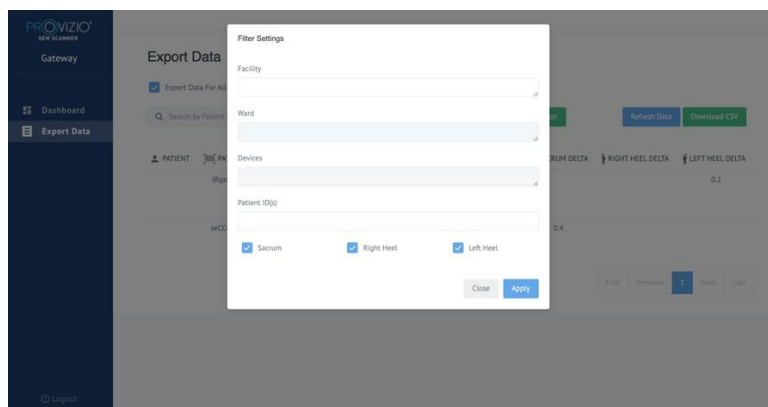 PROVIZIO®
SEM SCANNER
Gateway
Dashboard
Export Data
Logout
Export Data
Export Data For All
Search by Patient
Refresh Data
Download CSV
PATIENT
DELTA
RIGHT HEEL DELTA
LEFT HEEL DELTA
0.2
0.4
First
Previous
1
Next
Last
Filter Settings
Facility
Ward
Devices
Patient ID(s)
Sacrum
Right Heel
Left Heel
Close
Apply